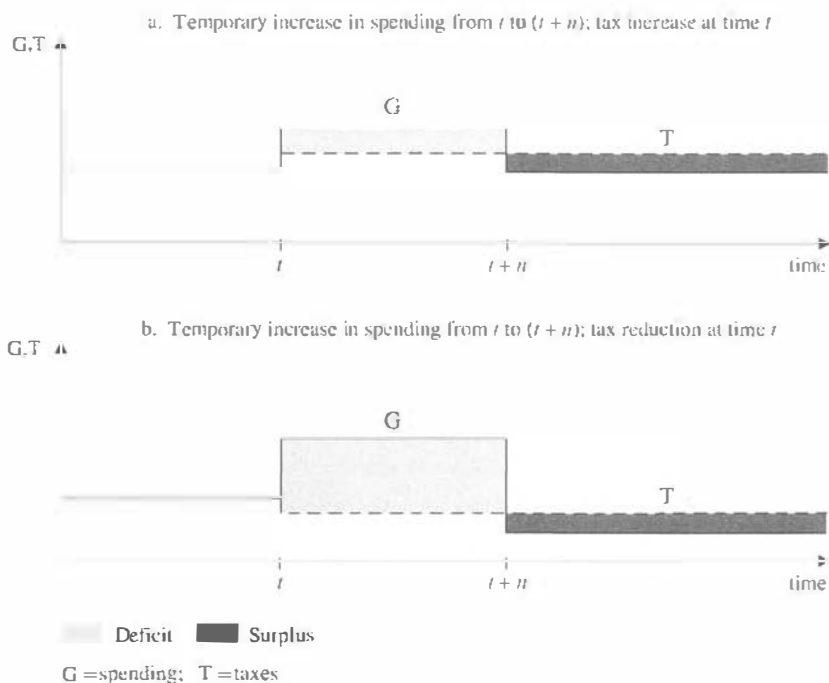 a. Temporary increase in spending from t to (t + n); tax increase at time t
G,T
G
T
t t + n time
b. Temporary increase in spending from t to (t + n); tax reduction at time t
G,T
G
T
t t + n time
Deficit Surplus
G =spending; T =taxes